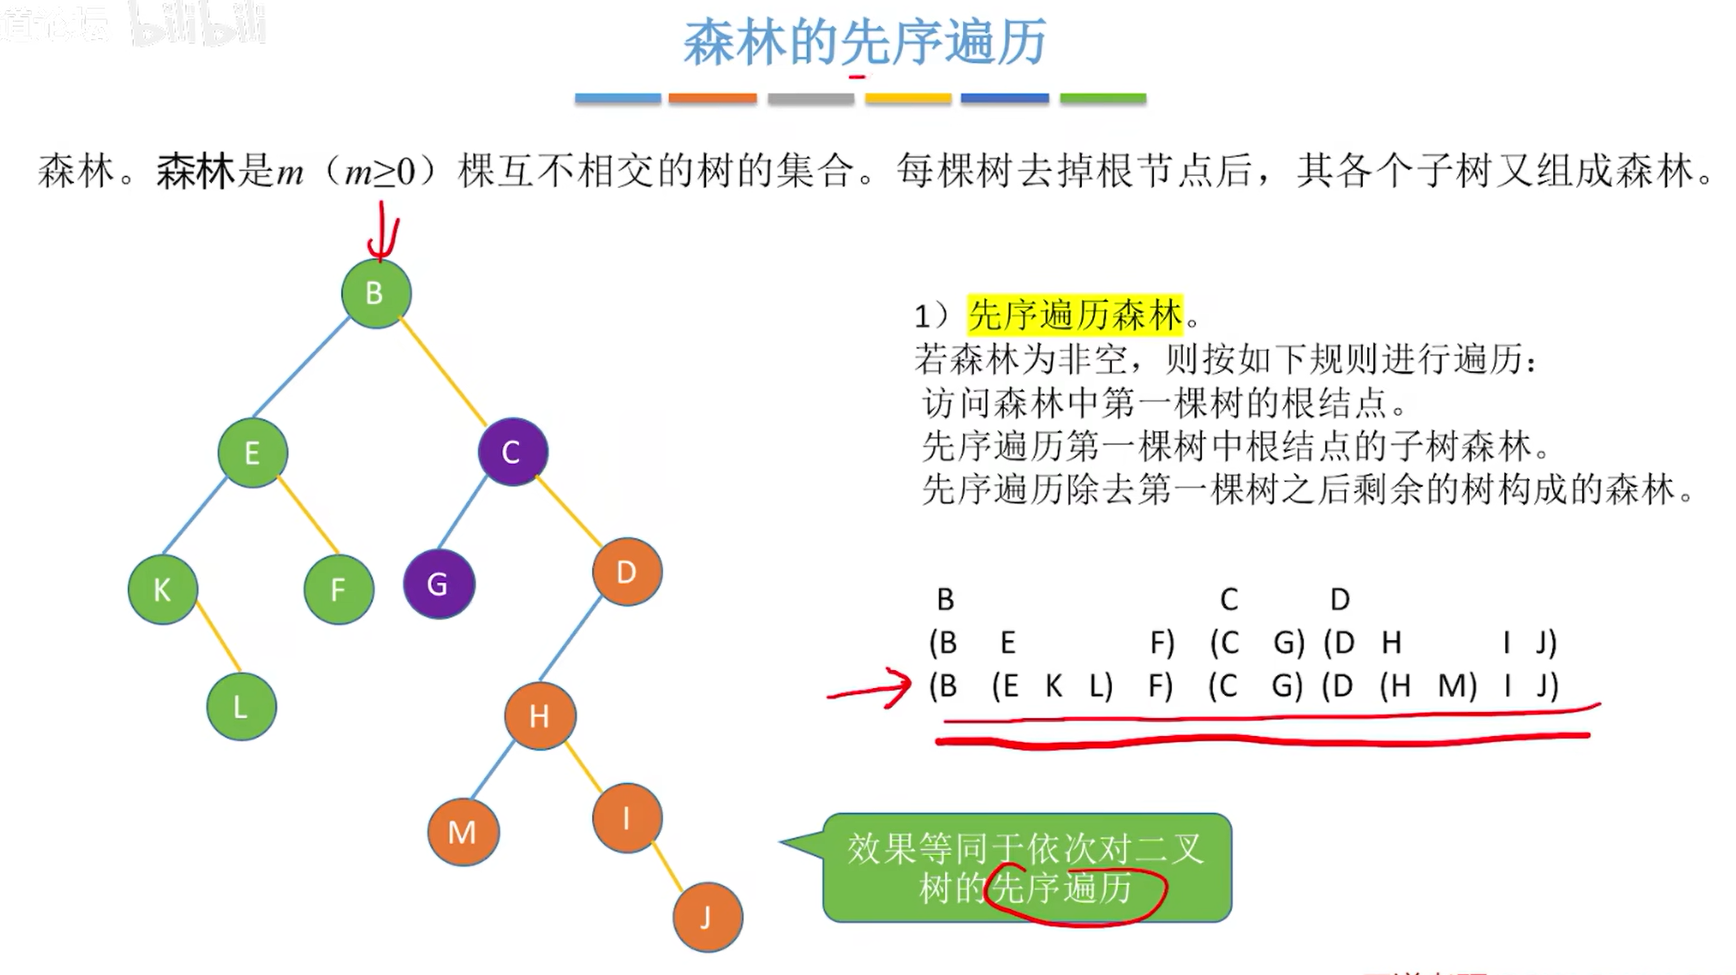 bilibili
森林的先序遍历
森林。森林是m（m≥0）棵互不相交的树的集合。每棵树去掉根节点后，其各个子树又组成森林。
B
E
C
K
F
G
D
L
H
M
I
J
1）先序遍历森林。
若森林为非空，则按如下规则进行遍历：
访问森林中第一棵树的根结点。
先序遍历第一棵树中根结点的子树森林。
先序遍历除去第一棵树之后剩余的树构成的森林。
B C D
(B E F) (C G) (D H I J)
(B (E K L) F) (C G) (D (H M) I J)
效果等同于依次对二叉
树的先序遍历